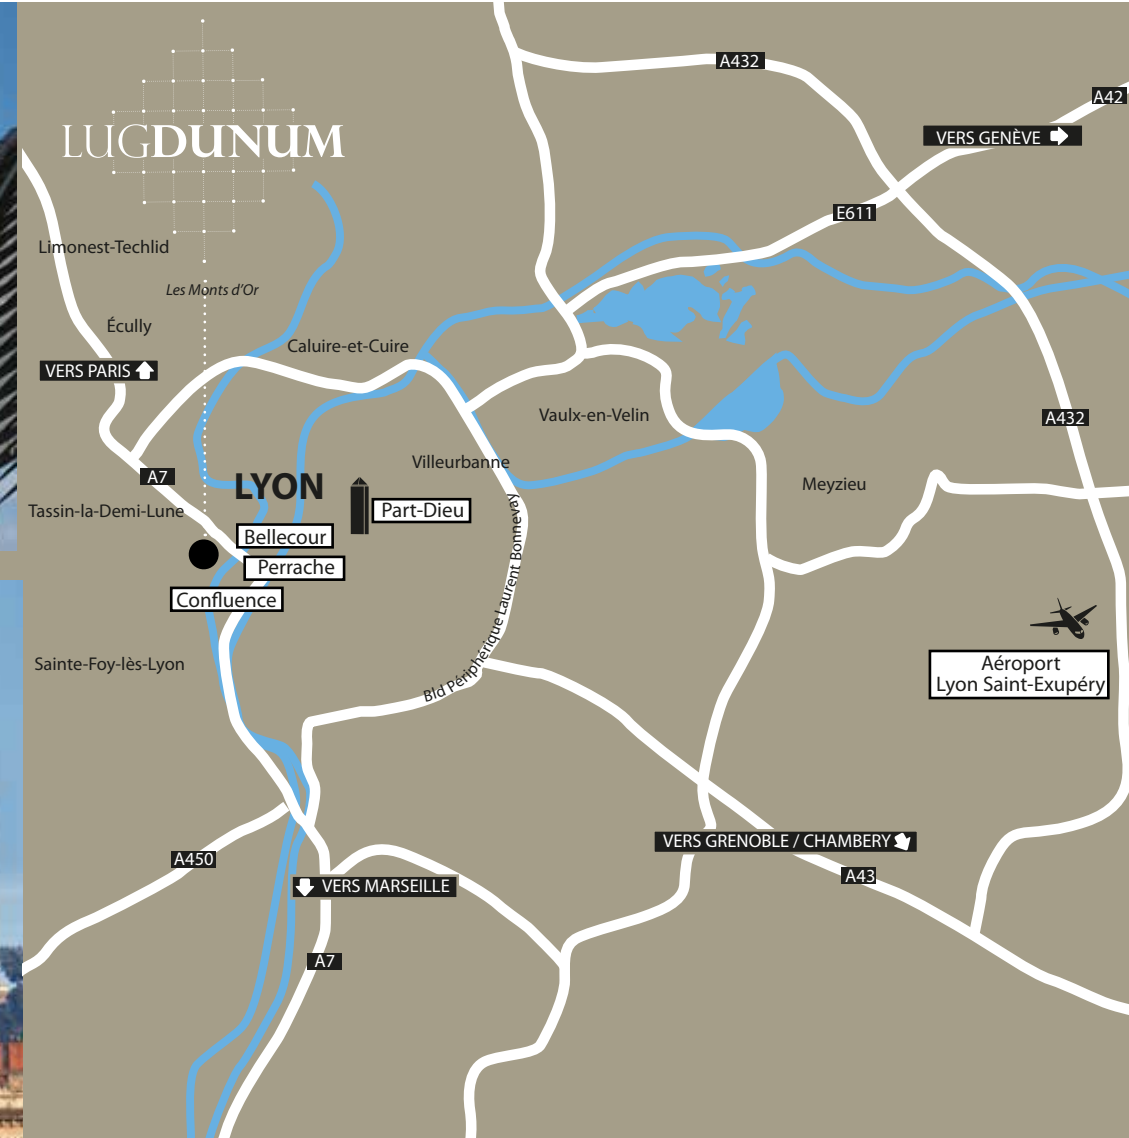 A432
A42
VERS GENÈVE
LUGDUNUM
E611
Limonest-Techlid
Les Monts d'Or
Écully
Caluire-et-Cuire
VERS PARIS
Vaulx-en-Velin
A432
Villeurbanne
A7
LYON
Meyzieu
Tassin-la-Demi-Lune
Part-Dieu
Bellecour
Perrache
Confluence
Bld Périphérique Laurent Bonnevay
Sainte-Foy-lès-Lyon
Aéroport
Lyon Saint-Exupéry
VERS GRENOBLE / CHAMBERY
A450
A43
VERS MARSEILLE
A7